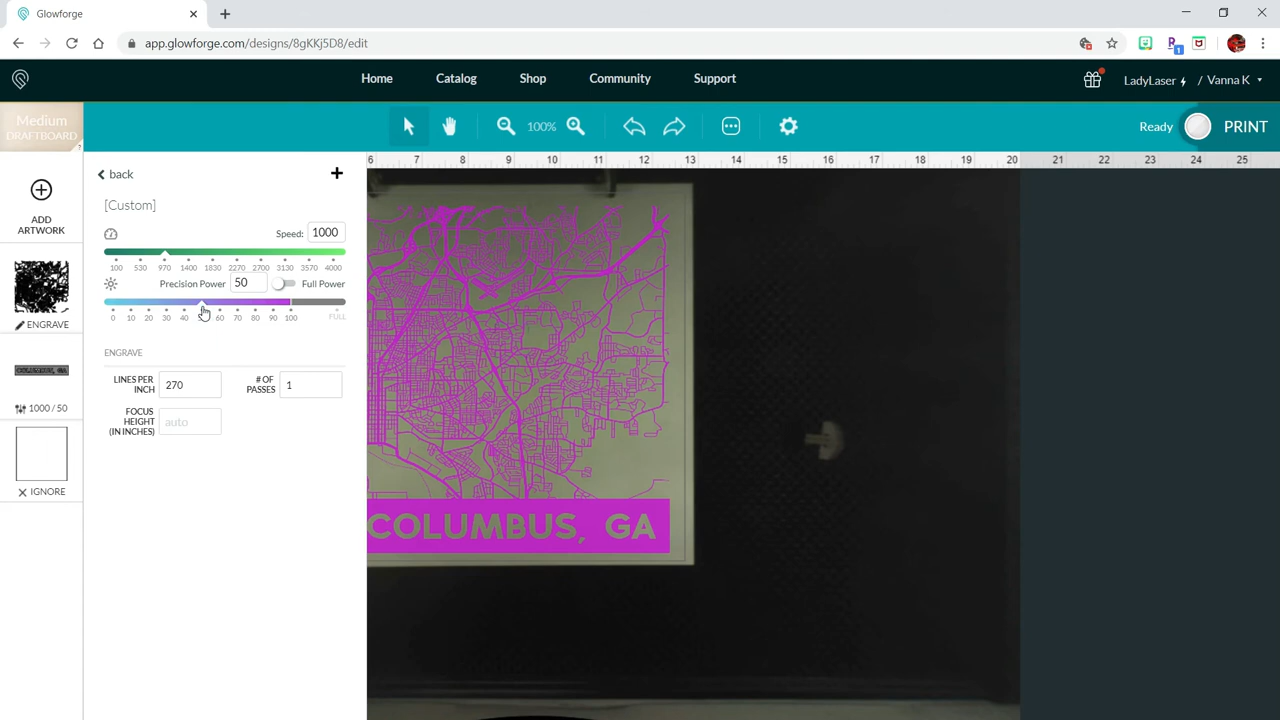 Glowforge
app.glowforge.com/designs/8gKKj5D8/edit
1
Home Catalog Shop Community Support
LadyLaser / Vanna K
Medium
DRAFTBOARD
?
100%
Ready PRINT
6 7 8 9 10 11 12 13 14 15 16 17 18 19 20 21 22 23 24 25
back
+
[Custom]
Speed: 1000
100 530 970 1400 1830 2270 2700 3130 3570 4000
Precision Power 50 Full Power
0 10 20 30 40 60 70 80 90 100 FULL
ENGRAVE
LINES PER INCH 270
# OF PASSES 1
FOCUS HEIGHT (IN INCHES) auto
ADD
ARTWORK
ENGRAVE
COLUMBUS, GA
1000 / 50
IGNORE
COLUMBUS, GA